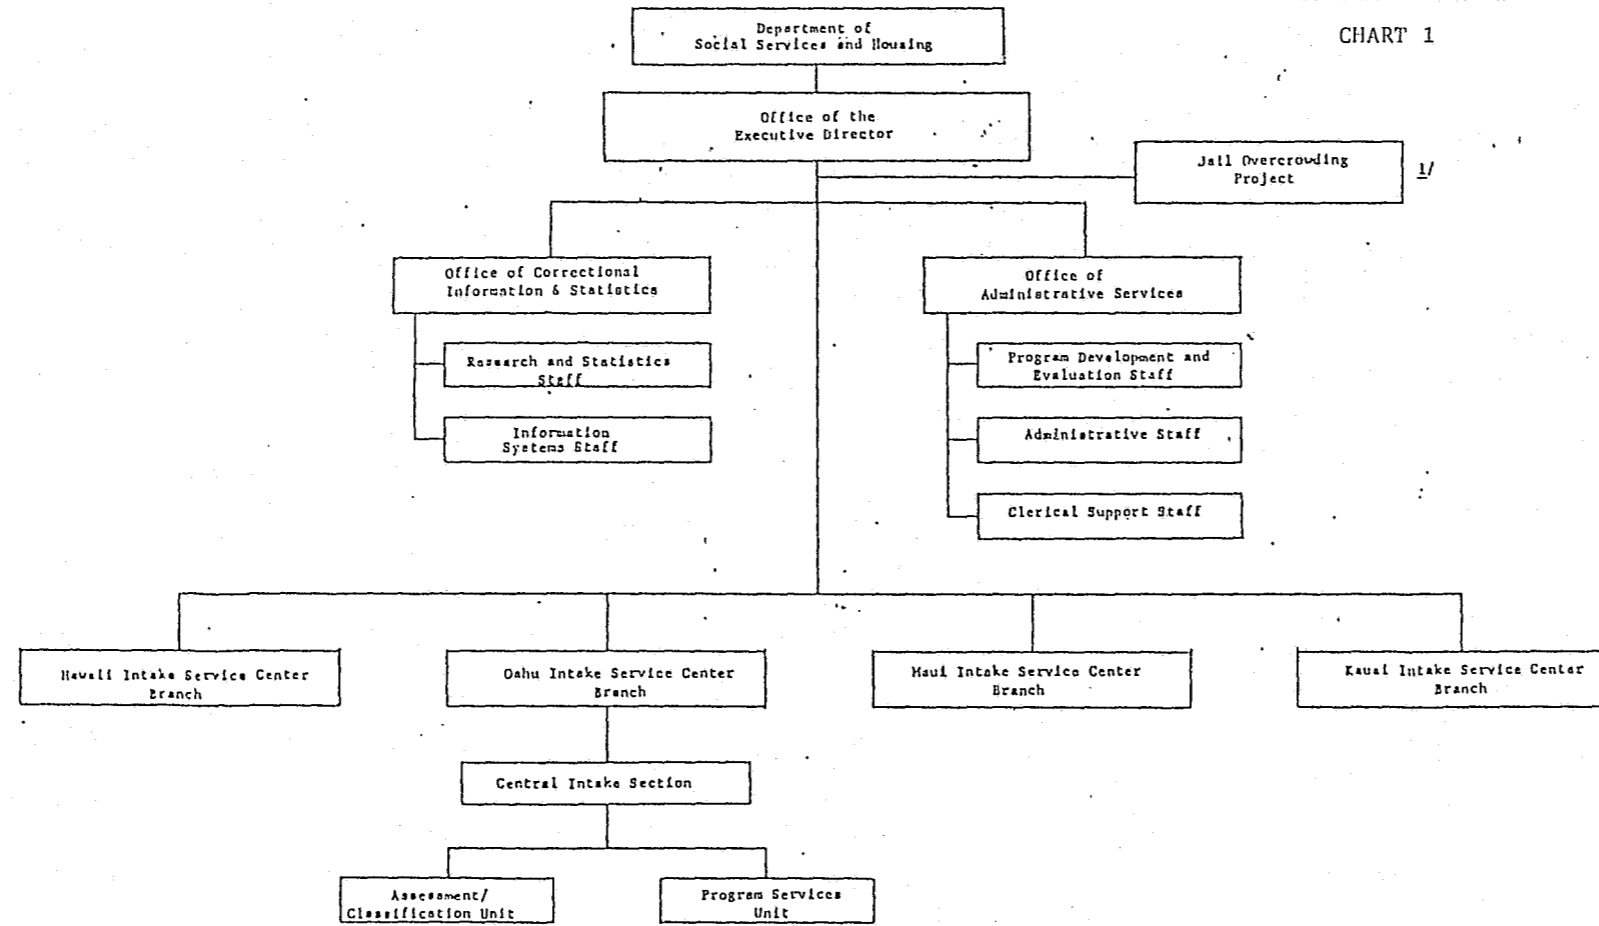 CHART 1
Department of
Social Services and Housing
Office of the
Executive Director
Jail Overcrowding
Project
1/
Office of Correctional
Information & Statistics
Office of
Administrative Services
Research and Statistics
Staff
Program Development and
Evaluation Staff
Information
Systems Staff
Administrative Staff
Clerical Support Staff
Hawaii Intake Service Center
Branch
Oahu Intake Service Center
Branch
Maui Intake Service Center
Branch
Kauai Intake Service Center
Branch
Central Intake Section
Assessment/
Classification Unit
Program Services
Unit